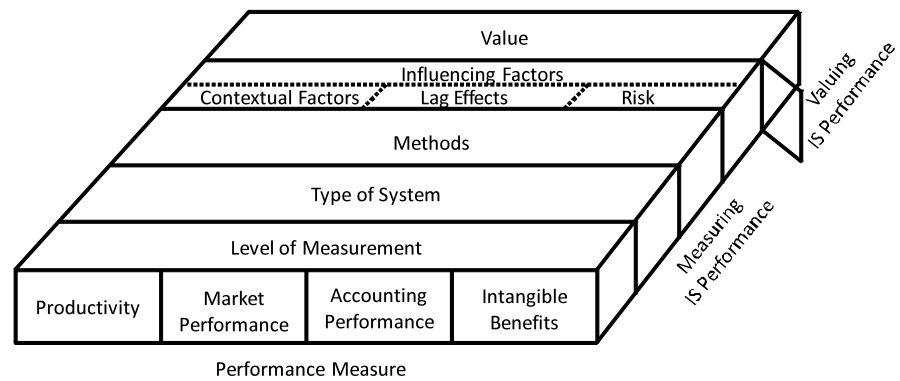 Value
Influencing Factors
Contextual Factors
Lag Effects
Risk
Methods
Type of System
Level of Measurement
Productivity
Market
Performance
Accounting
Performance
Intangible
Benefits
Performance Measure
Measuring
IS Performance
Valuing
IS Performance